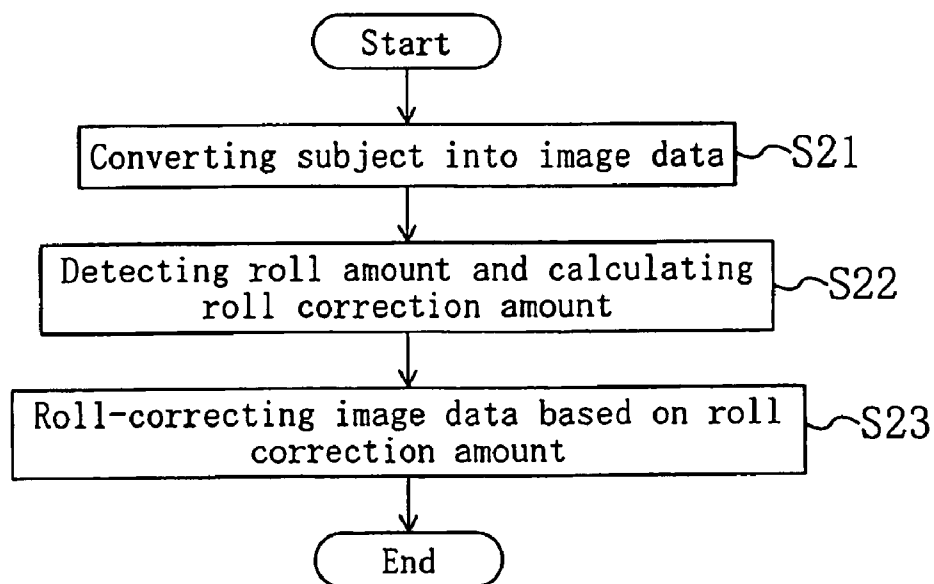 Start
Converting subject into image data
S21
Detecting roll amount and calculating
roll correction amount
S22
Roll-correcting image data based on roll
correction amount
S23
End